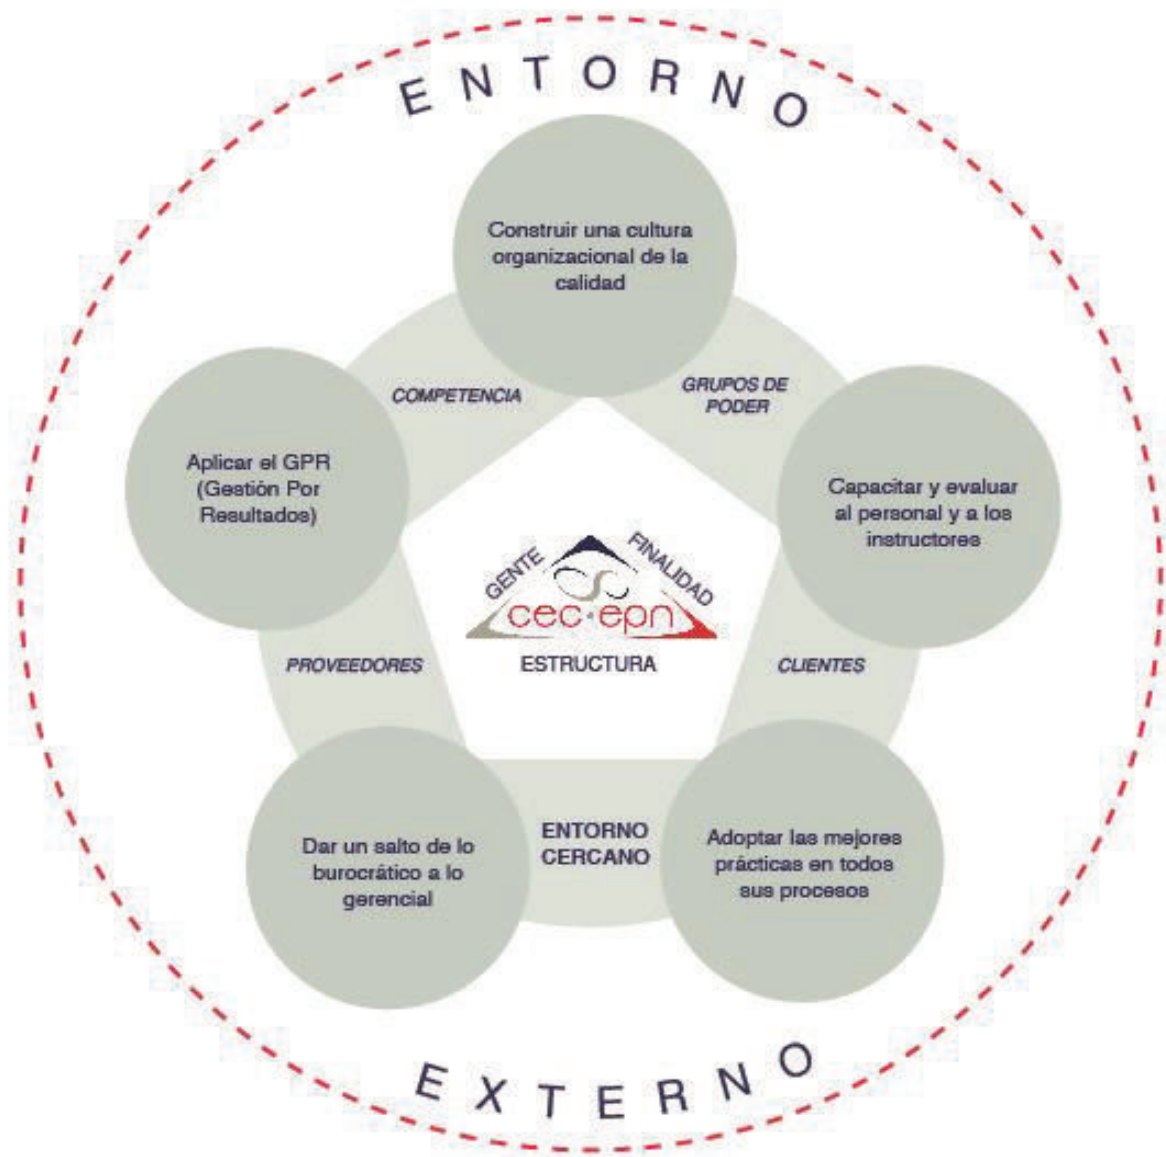 ENTORNO
Construir una cultura
organizacional de la
calidad
COMPETENCIA
GRUPOS DE
PODER
Aplicar el GPR
(Gestión Por
Resultados)
Capacitar y evaluar
al personal y a los
instructores
GENTE
FINALIDAD
cec-epn
ESTRUCTURA
PROVEEDORES
CLIENTES
Dar un salto de lo
burocrático a lo
gerencial
ENTORNO
CERCANO
Adoptar las mejores
prácticas en todos
sus procesos
EXTERNO